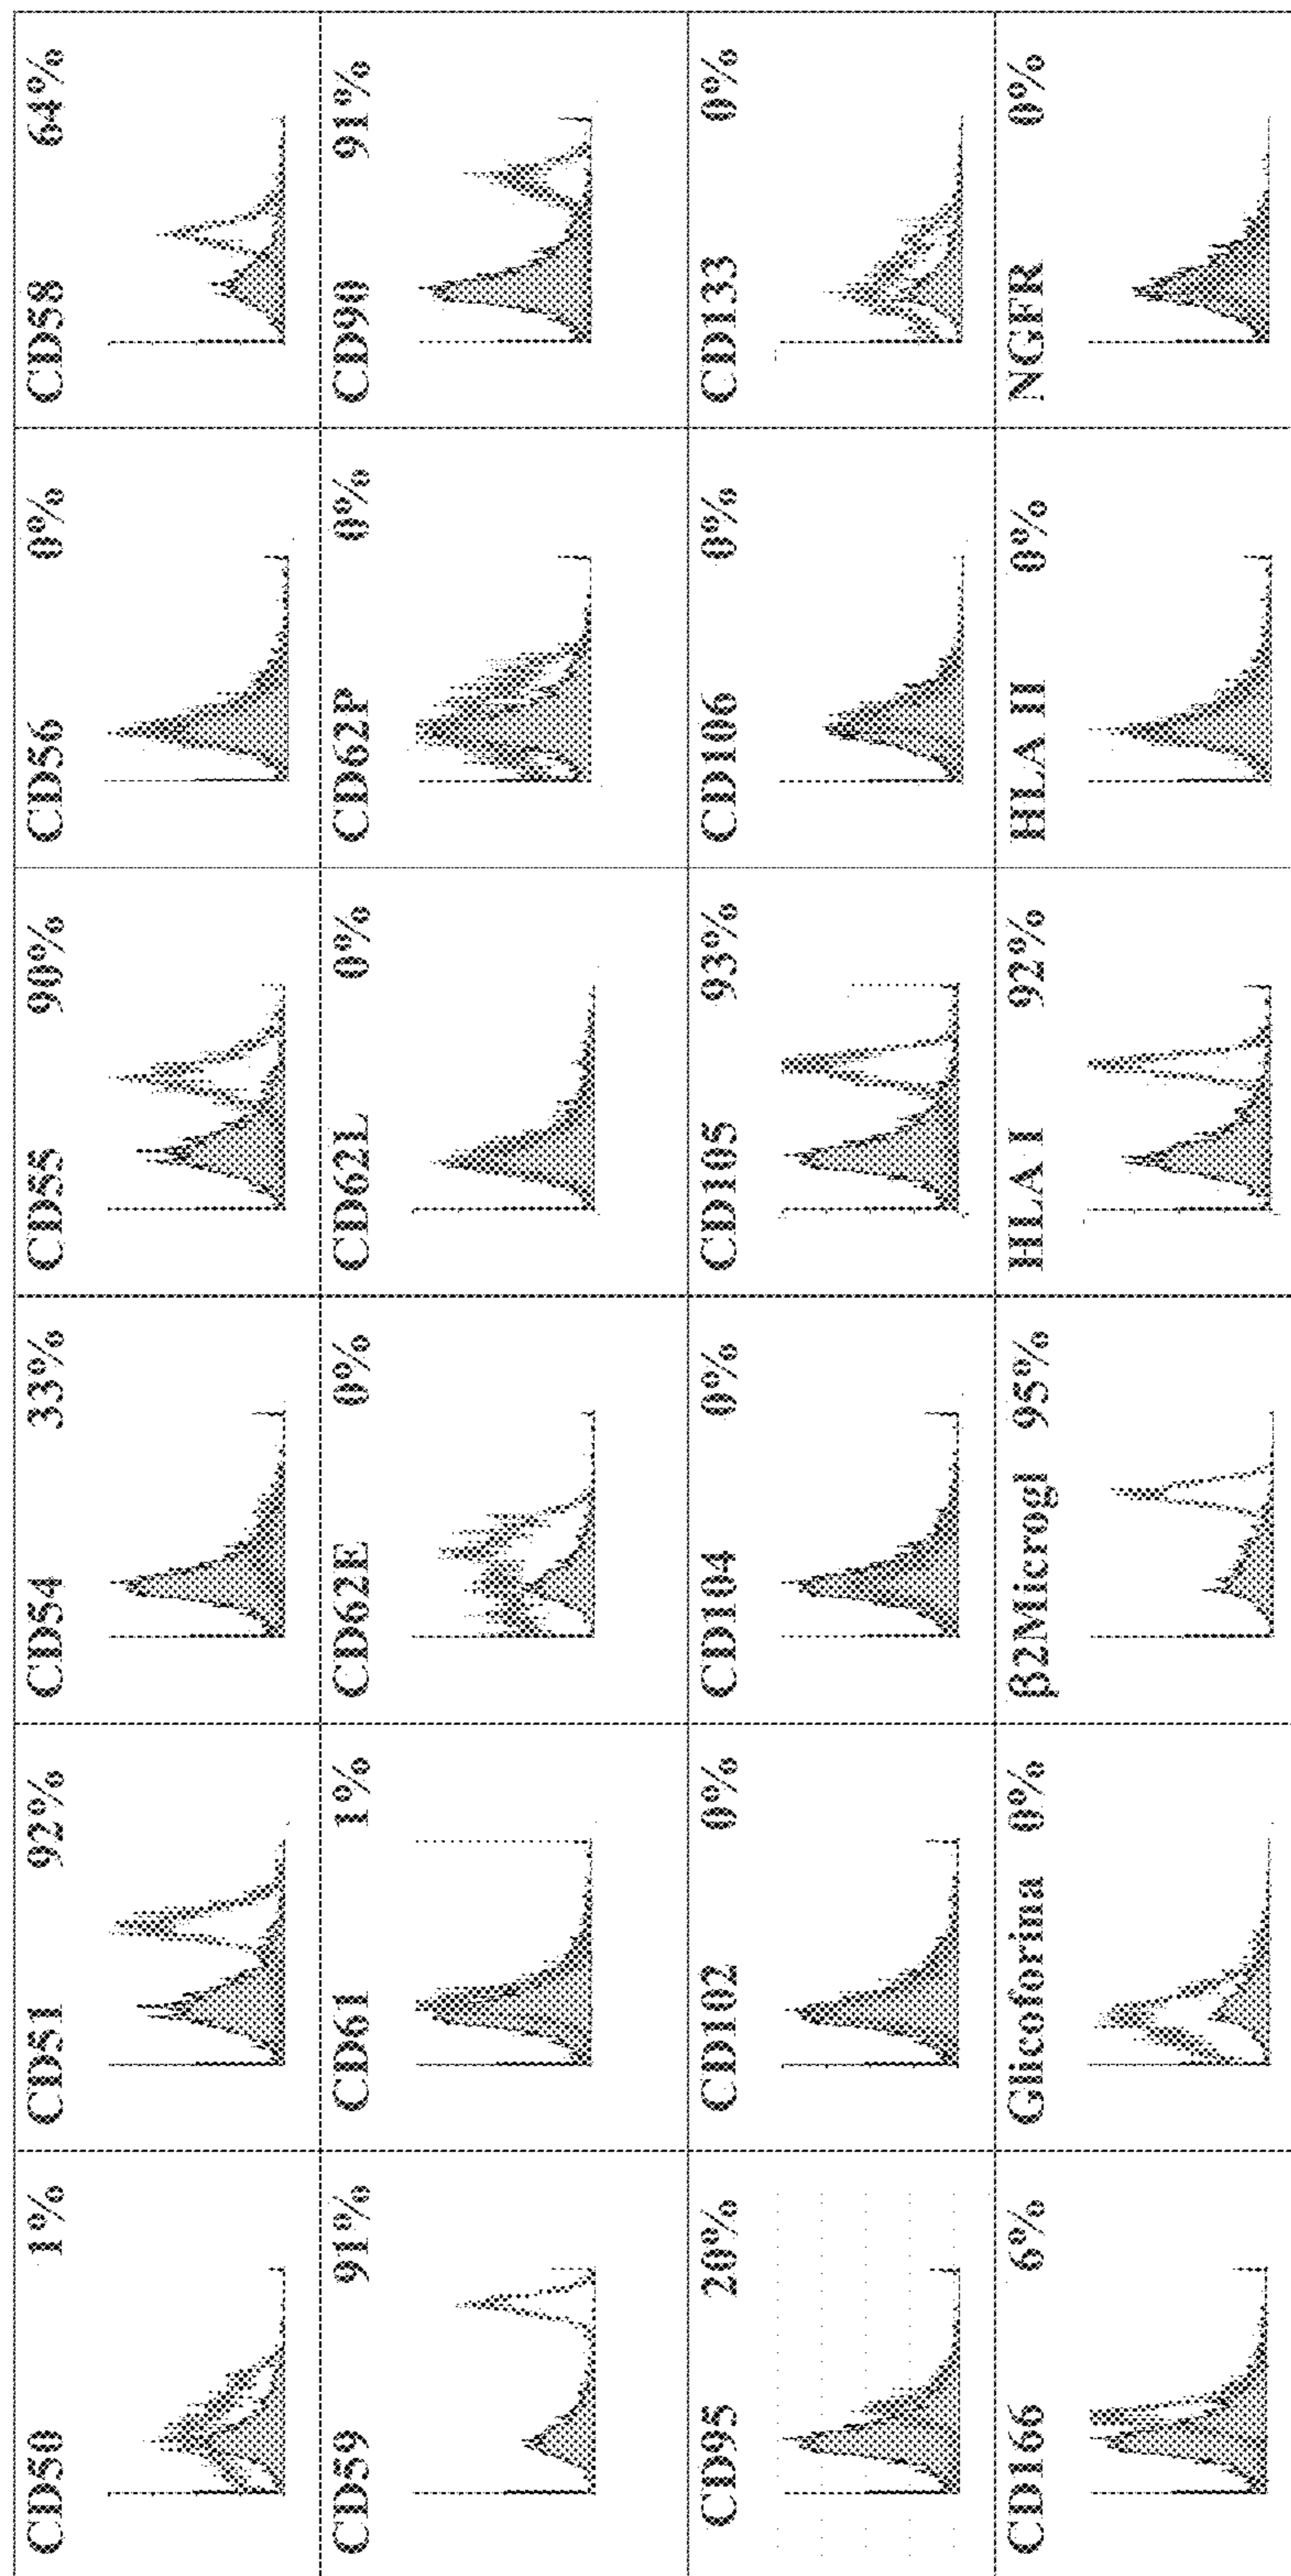 CD50 1%
CD51 92%
CD54 33%
CD55 90%
CD56 0%
CD58 64%
CD59 91%
CD61 1%
CD62E 0%
CD62L 0%
CD62P 0%
CD90 91%
CD95 20%
CD102 0%
CD104 0%
CD105 93%
CD106 0%
CD133 0%
CD166 6%
Glicoforina 0%
β2Microgl 95%
HLA I 92%
HLA II 0%
NGFR 0%